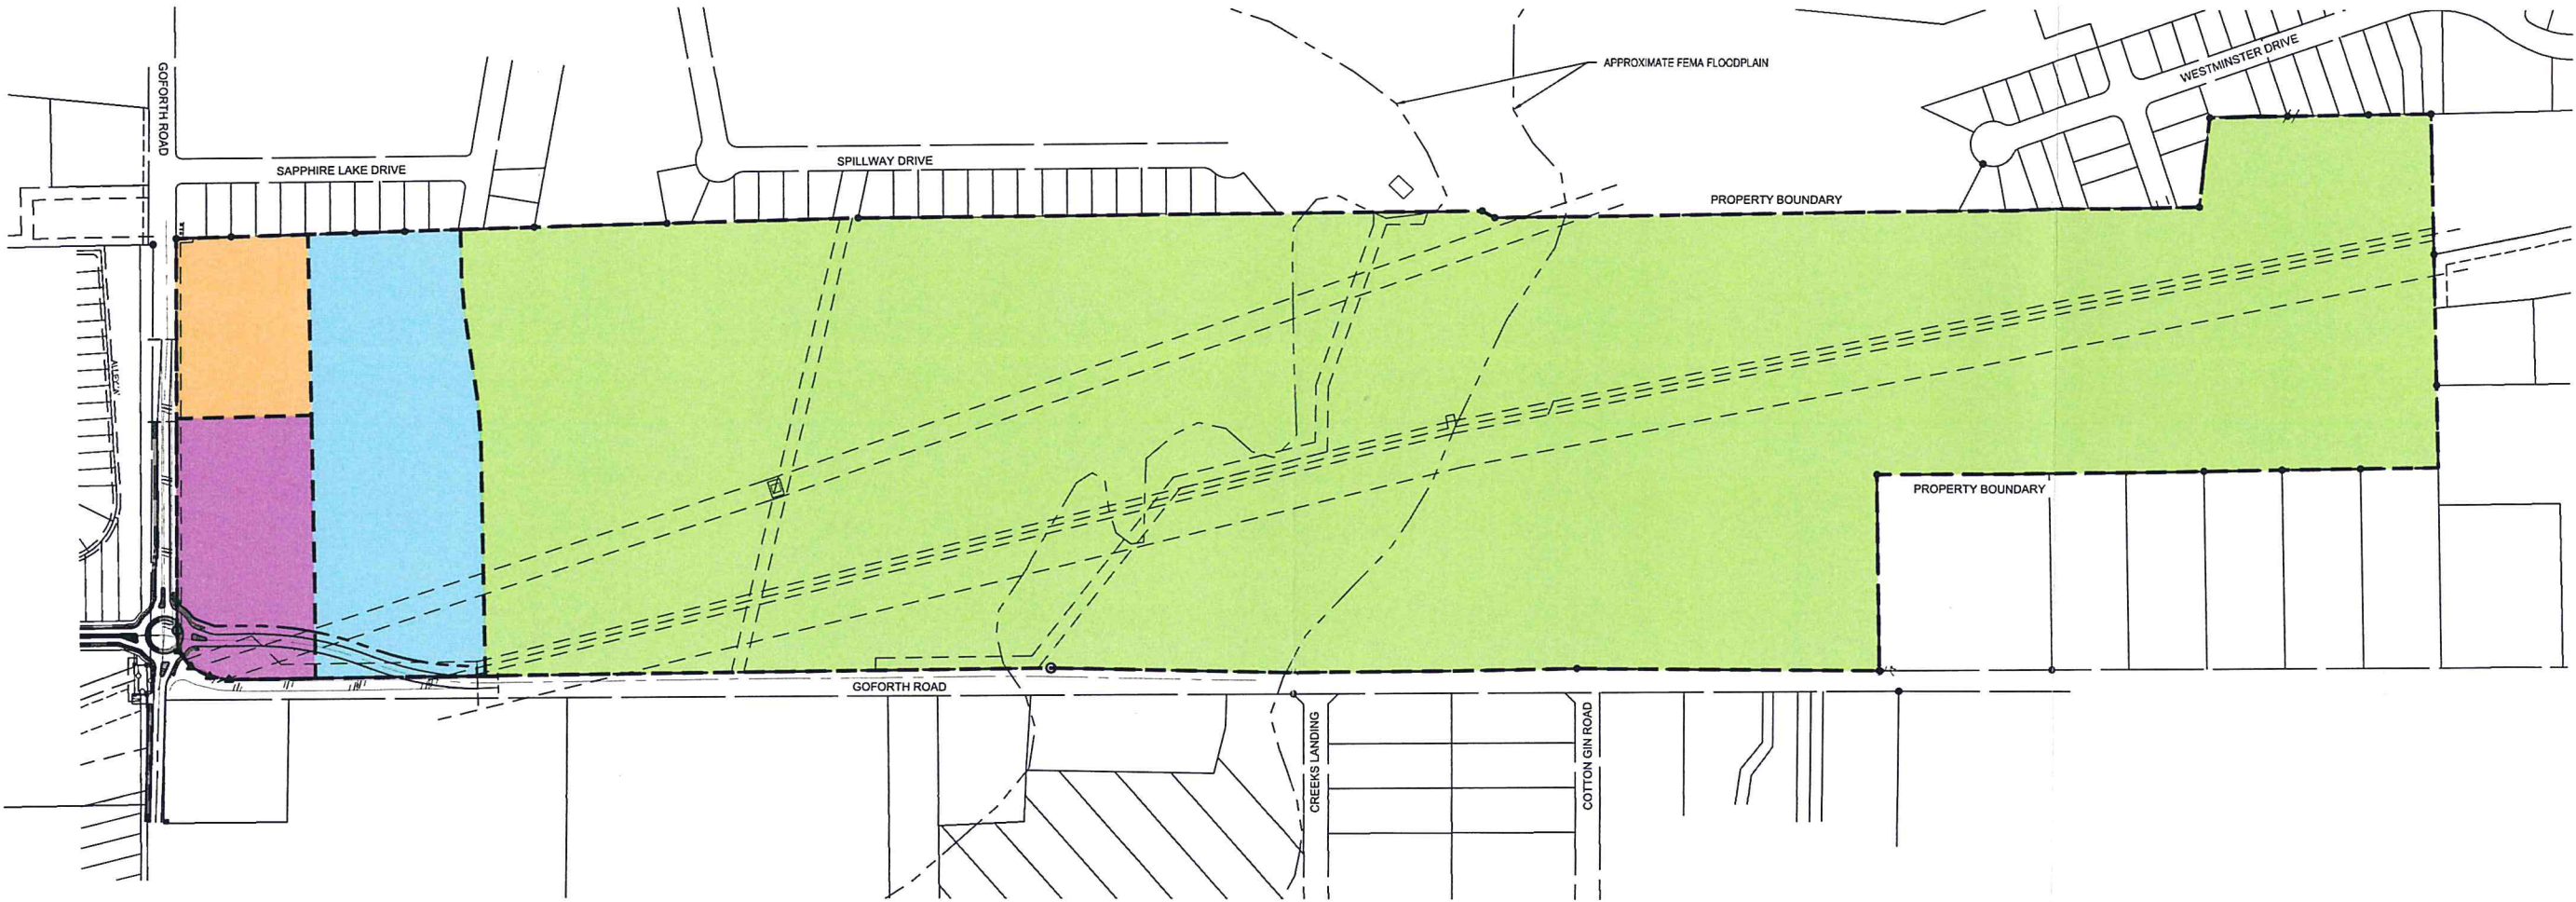 APPROXIMATE FEMA FLOODPLAIN
WESTMINSTER DRIVE
GOFORTH ROAD
SPILLWAY DRIVE
SAPPHIRE LAKE DRIVE
PROPERTY BOUNDARY
PROPERTY BOUNDARY
GOFORTH ROAD
CREEKS LANDING
COTTON GIN ROAD